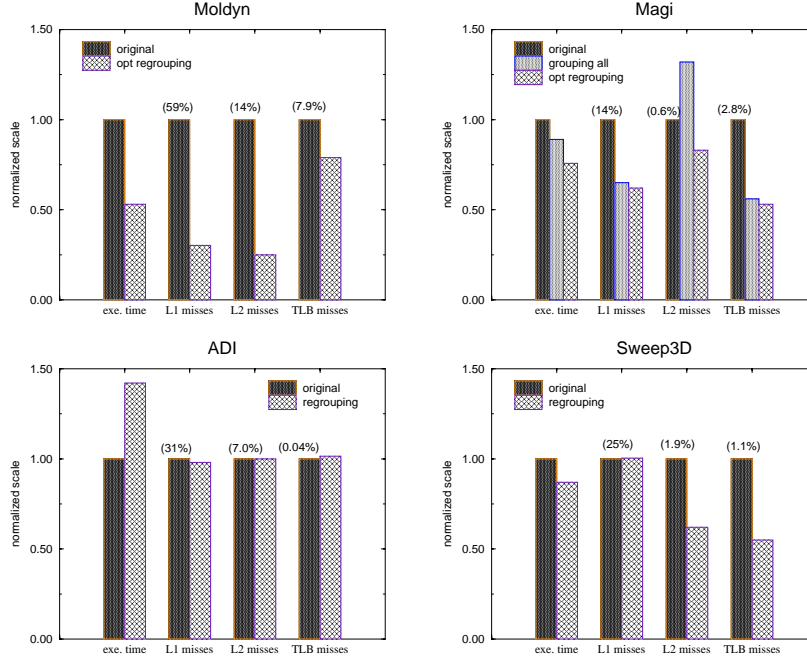 Moldyn
1.50
original
opt regrouping
(59%) (14%) (7.9%)
1.00
normalized scale
0.50
0.00
exe. time L1 misses L2 misses TLB misses
Magi
1.50
original
grouping all
opt regrouping
(14%) (0.6%) (2.8%)
1.00
normalized scale
0.50
0.00
exe. time L1 misses L2 misses TLB misses
ADI
1.50
original
regrouping
(31%) (7.0%) (0.04%)
1.00
normalized scale
0.50
0.00
exe. time L1 misses L2 misses TLB misses
Sweep3D
1.50
original
regrouping
(25%) (1.9%) (1.1%)
1.00
normalized scale
0.50
0.00
exe. time L1 misses L2 misses TLB misses